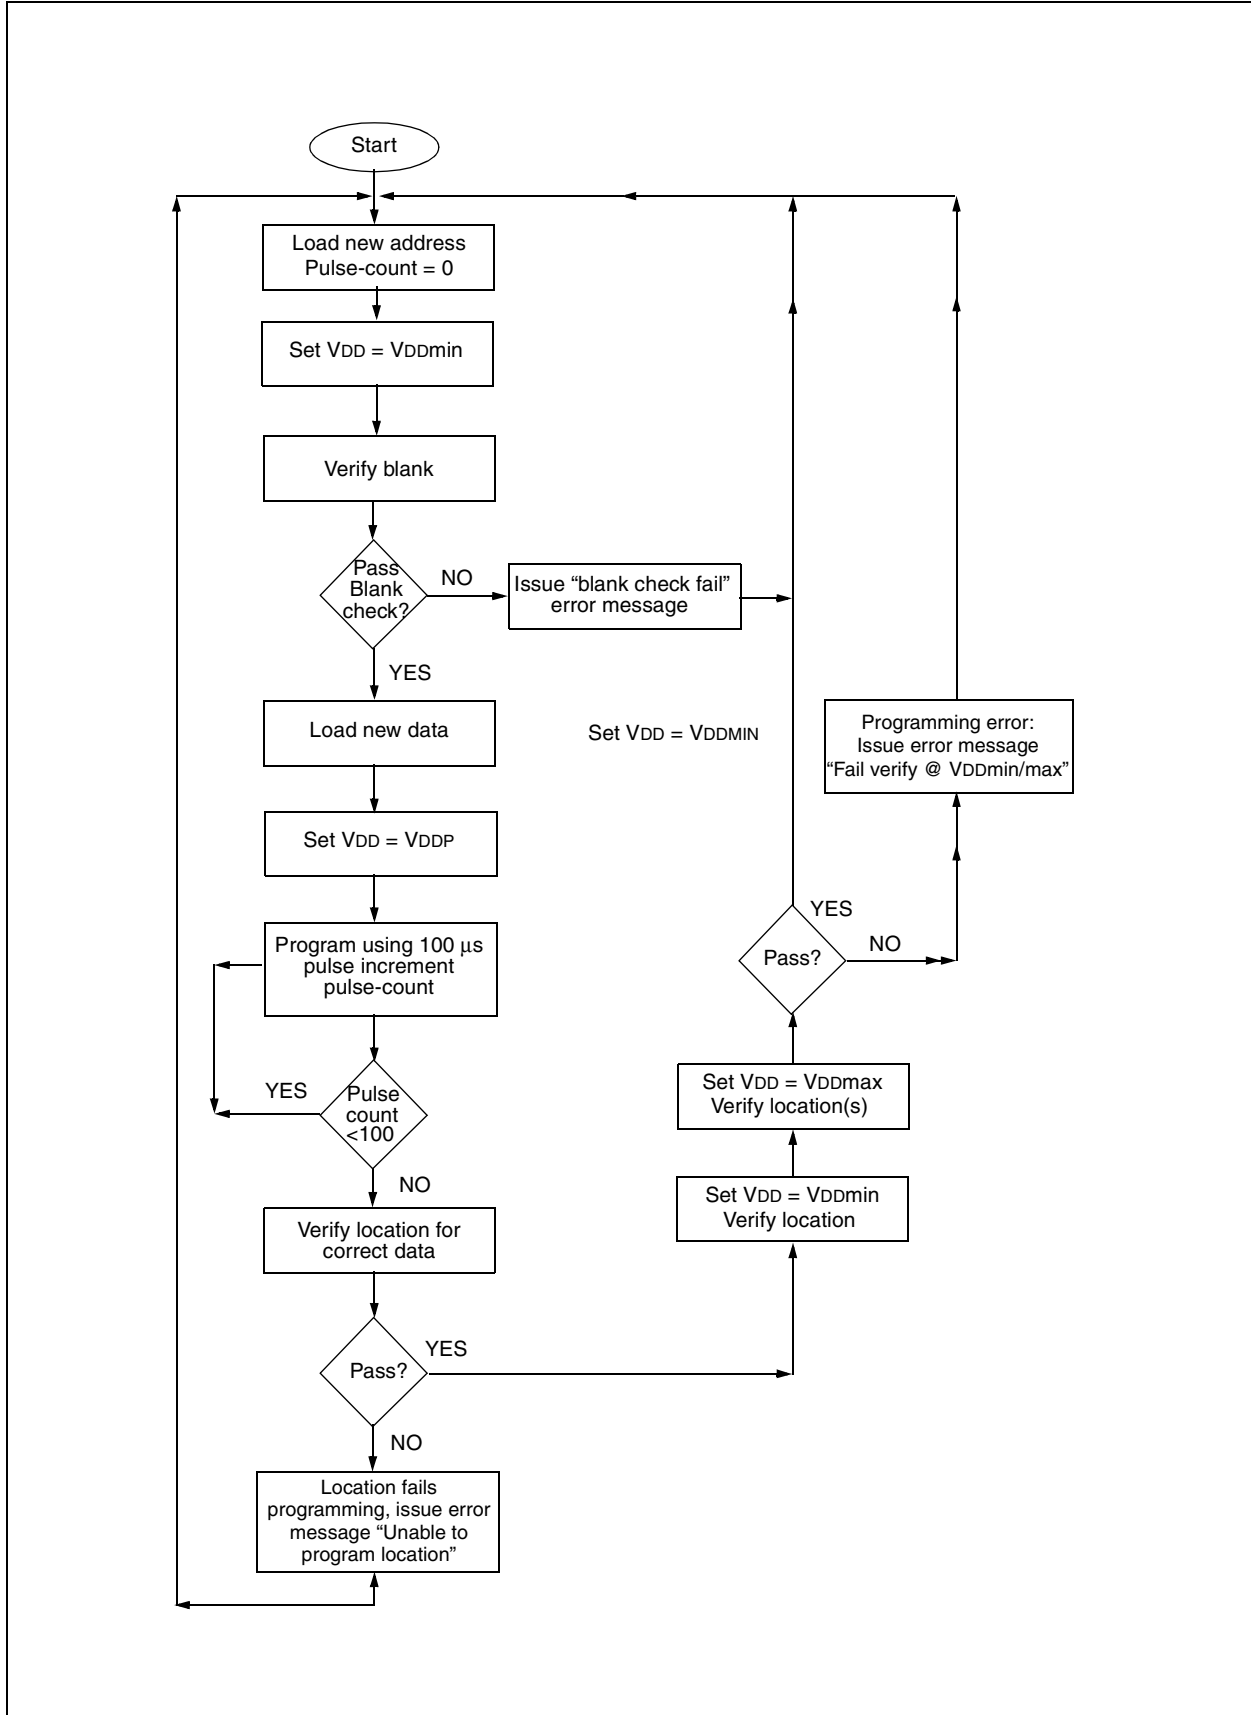 Start
Load new address
Pulse-count = 0
Set VDD = VDDmin
Verify blank
Pass
Blank
check?
NO
Issue “blank check fail”
error message
YES
Load new data
Set VDD = VDDMIN
Programming error:
Issue error message
“Fail verify @ VDDmin/max”
Set VDD = VDDP
Program using 100 μs
pulse increment
pulse-count
YES
Pass?
NO
YES
Pulse
count
<100
NO
Set VDD = VDDmax
Verify location(s)
Set VDD = VDDmin
Verify location
Verify location for
correct data
Pass?
YES
NO
Location fails
programming, issue error
message “Unable to
program location”